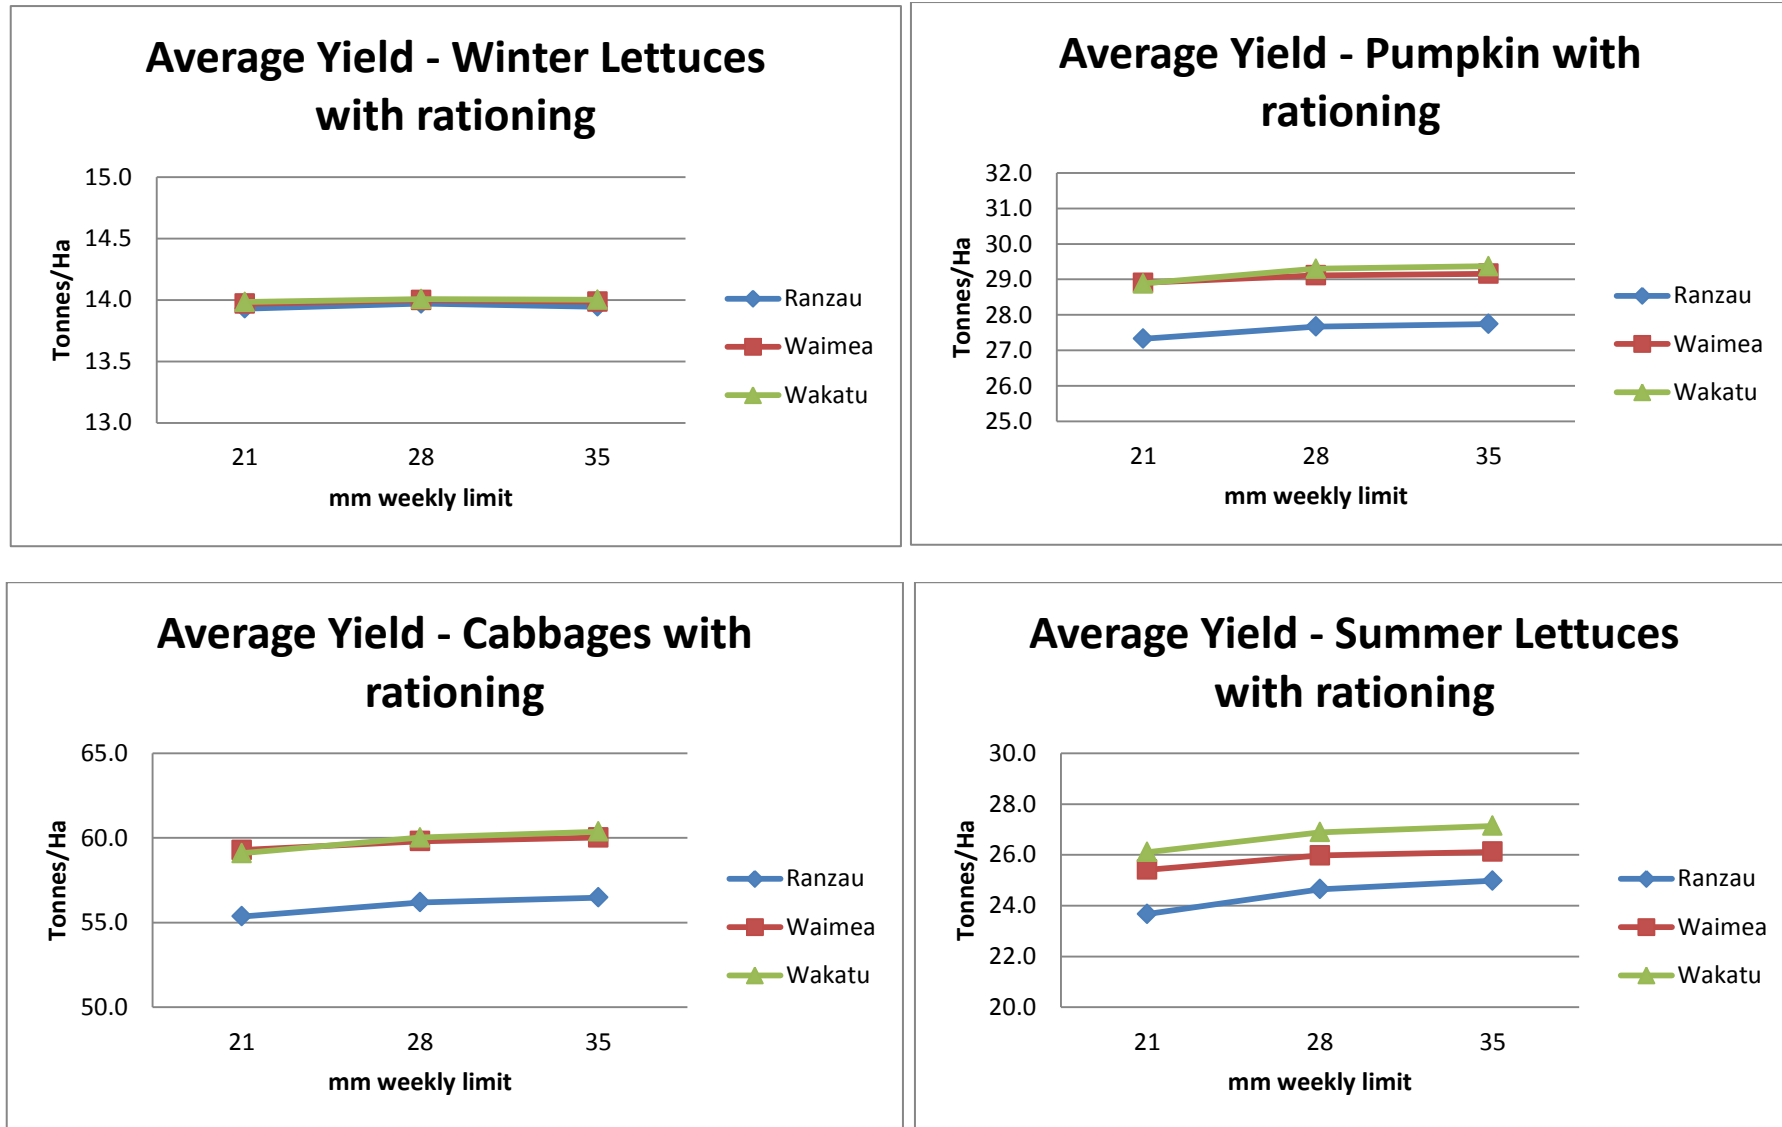 Average Yield - Winter Lettuces
with rationing
15.0
14.5
14.0
13.5
13.0
Tonnes/Ha
21 28 35
mm weekly limit
Ranzau
Waimea
Wakatu
Average Yield - Pumpkin with
rationing
32.0
31.0
30.0
29.0
28.0
27.0
26.0
25.0
Tonnes/Ha
21 28 35
mm weekly limit
Ranzau
Waimea
Wakatu
Average Yield - Cabbages with
rationing
65.0
60.0
55.0
50.0
Tonnes/Ha
21 28 35
mm weekly limit
Ranzau
Waimea
Wakatu
Average Yield - Summer Lettuces
with rationing
30.0
28.0
26.0
24.0
22.0
20.0
Tonnes/Ha
21 28 35
mm weekly limit
Ranzau
Waimea
Wakatu